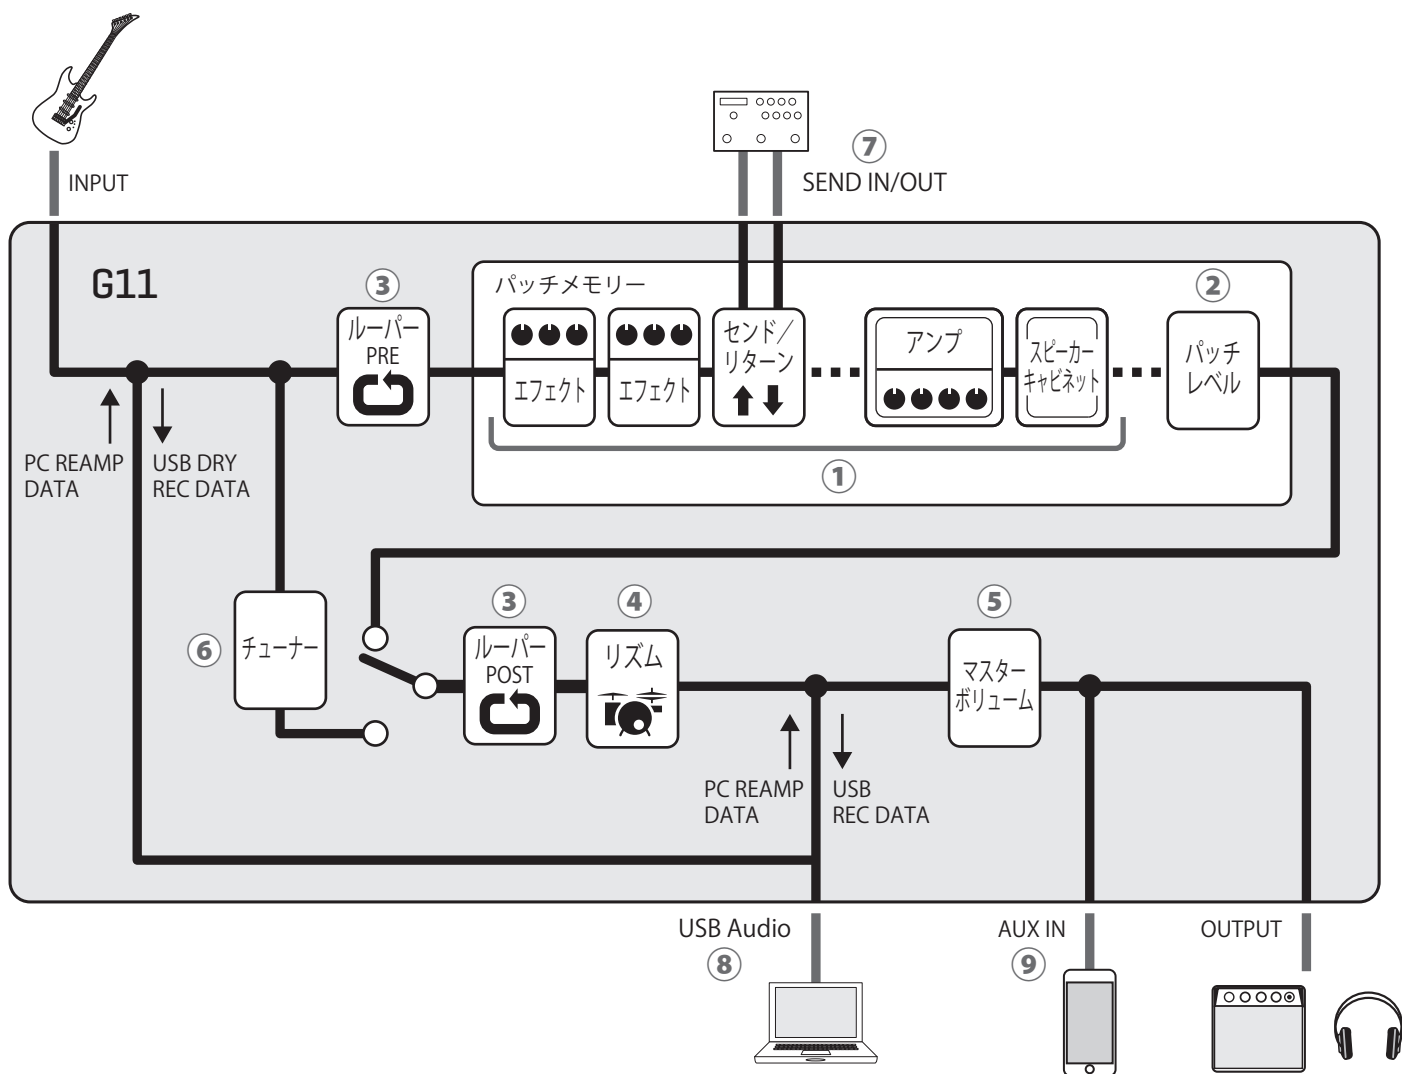 ⑦
INPUT
SEND IN/OUT
G11
③
パッチメモリー
②
ルーパー
PRE
エフェクト
エフェクト
センド/
リターン
アンプ
スピーカー
キャビネット
パッチ
レベル
①
PC REAMP
DATA
USB DRY
REC DATA
⑥
チューナー
③
ルーパー
POST
④
リズム
⑤
マスター
ボリューム
PC REAMP
DATA
USB
REC DATA
USB Audio
⑧
AUX IN
⑨
OUTPUT